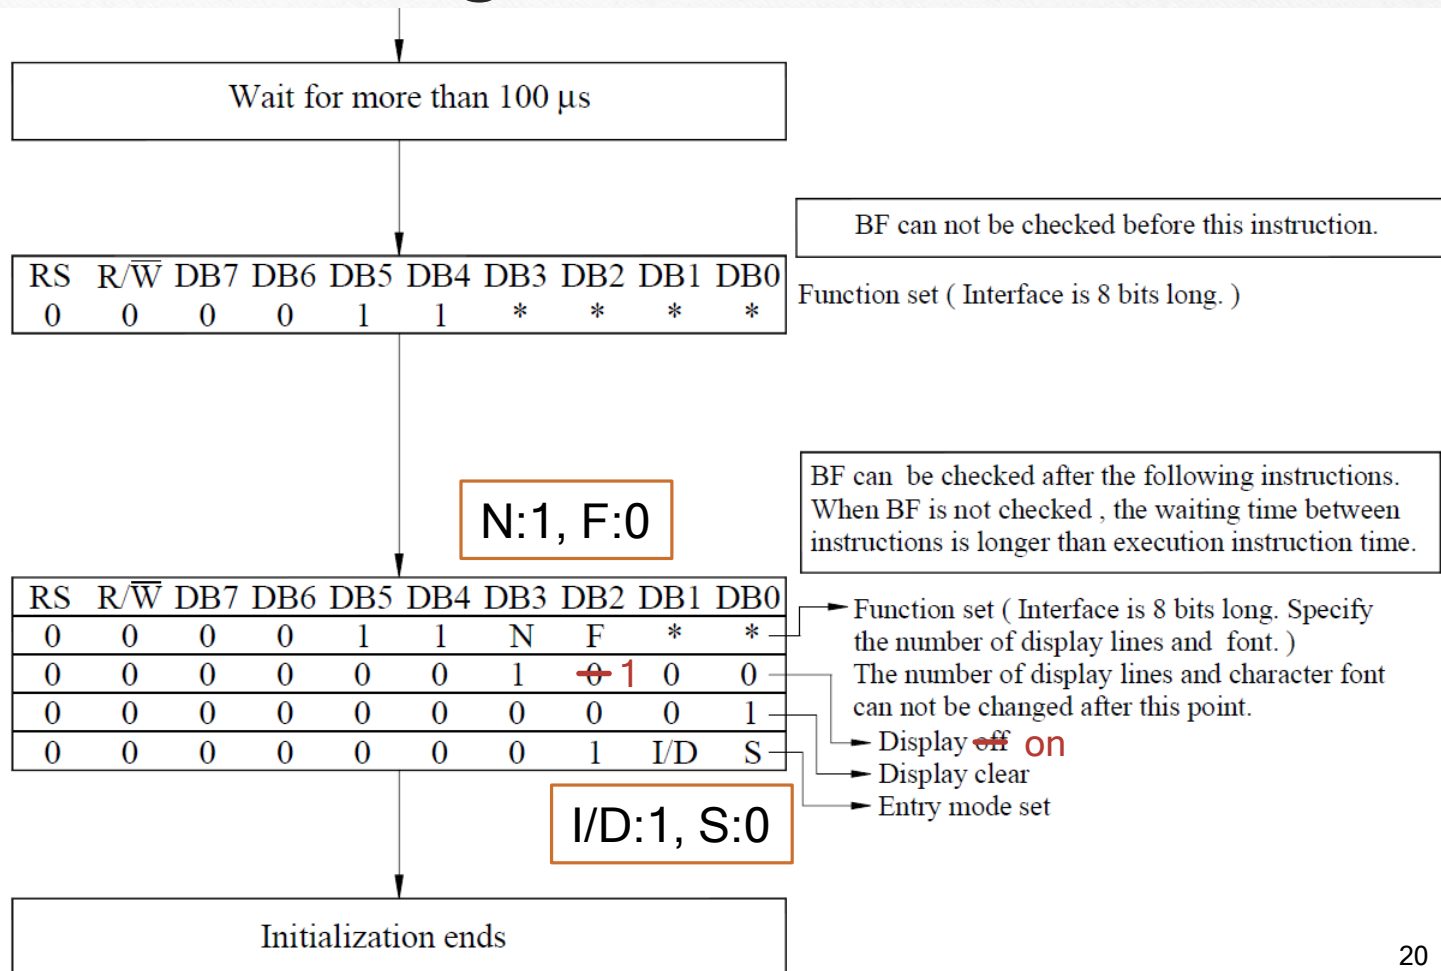 Wait for more than 100 μs
BF can not be checked before this instruction.
RS R/W̅ DB7 DB6 DB5 DB4 DB3 DB2 DB1 DB0
0 0 0 0 1 1 * * * *
Function set ( Interface is 8 bits long. )
N:1, F:0
BF can be checked after the following instructions.
When BF is not checked , the waiting time between
instructions is longer than execution instruction time.
RS R/W̅ DB7 DB6 DB5 DB4 DB3 DB2 DB1 DB0
0 0 0 0 1 1 N F * *
0 0 0 0 0 0 1 0 1 0 0
0 0 0 0 0 0 0 0 0 1
0 0 0 0 0 0 0 1 I/D S
Function set ( Interface is 8 bits long. Specify
the number of display lines and font. )
The number of display lines and character font
can not be changed after this point.
Display off on
Display clear
Entry mode set
I/D:1, S:0
Initialization ends
20